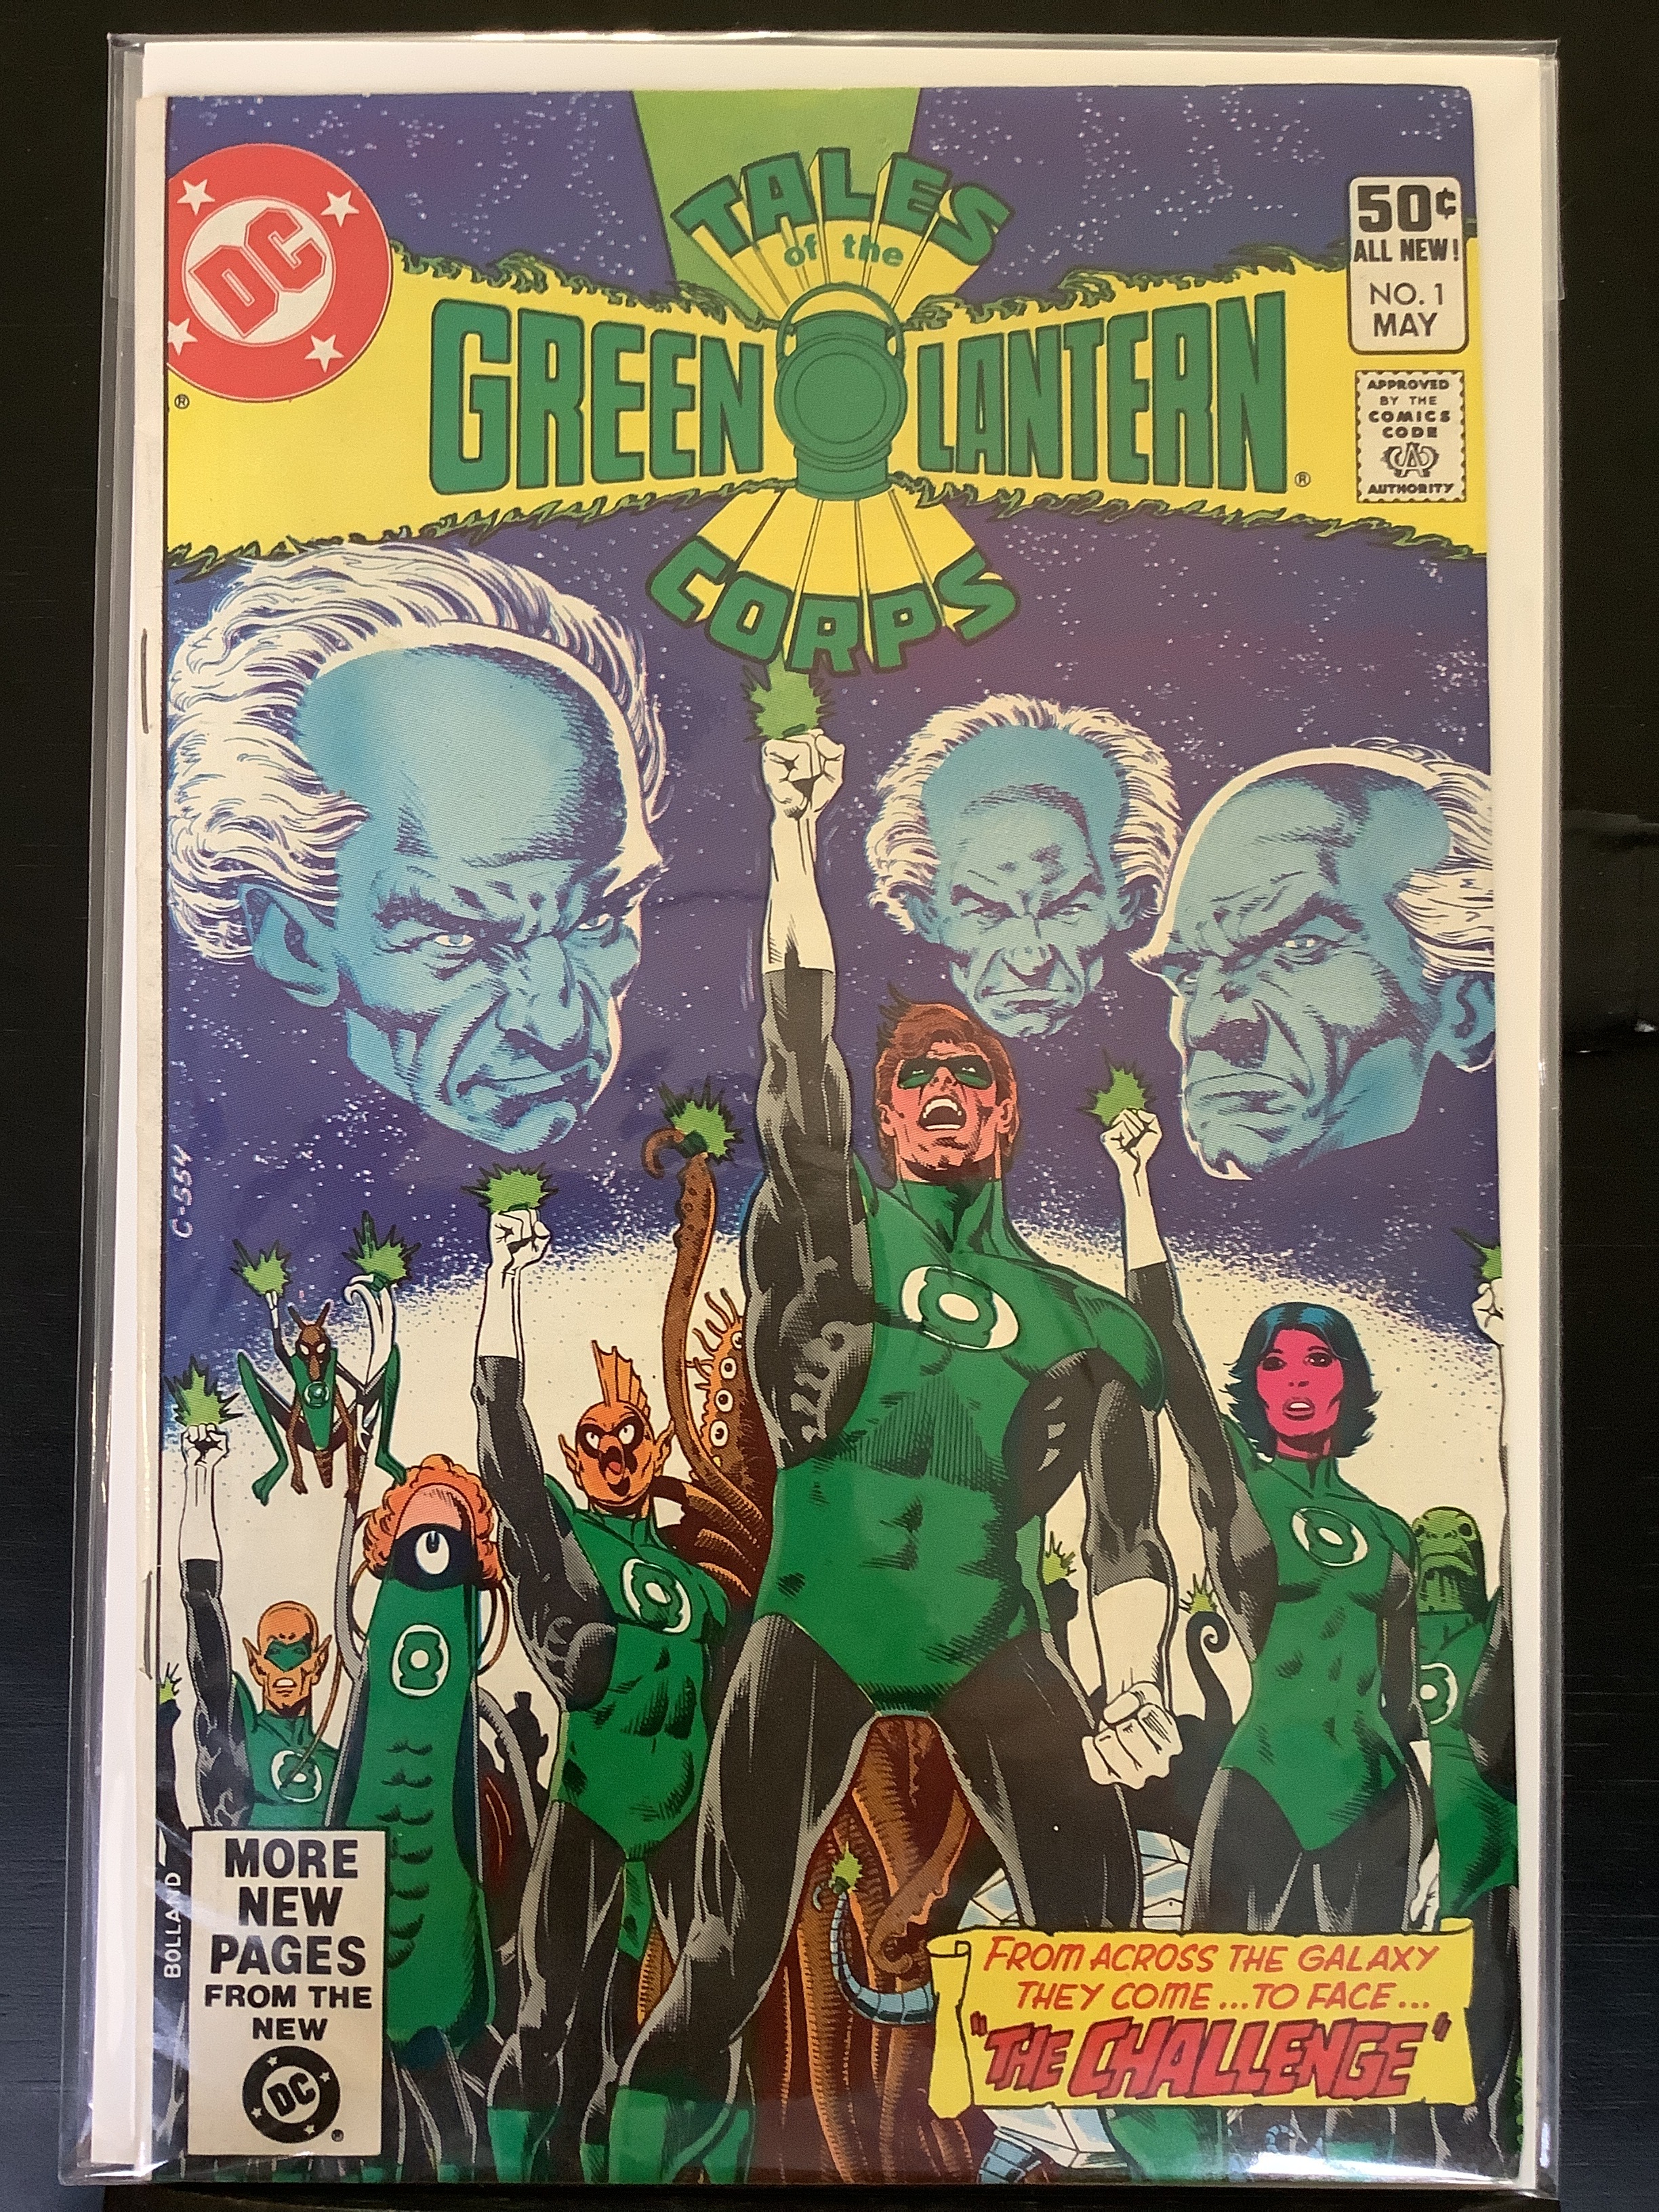 TALES
of the
GREEN LANTERN ®
CORPS
DC
®
50¢
ALL NEW!
NO. 1
MAY
APPROVED
BY THE
COMICS
CODE
CA
AUTHORITY
C-554
BOLLAND
MORE
NEW
PAGES
FROM THE
NEW
DC
®
FROM ACROSS THE GALAXY
THEY COME...TO FACE...
"THE CHALLENGE"